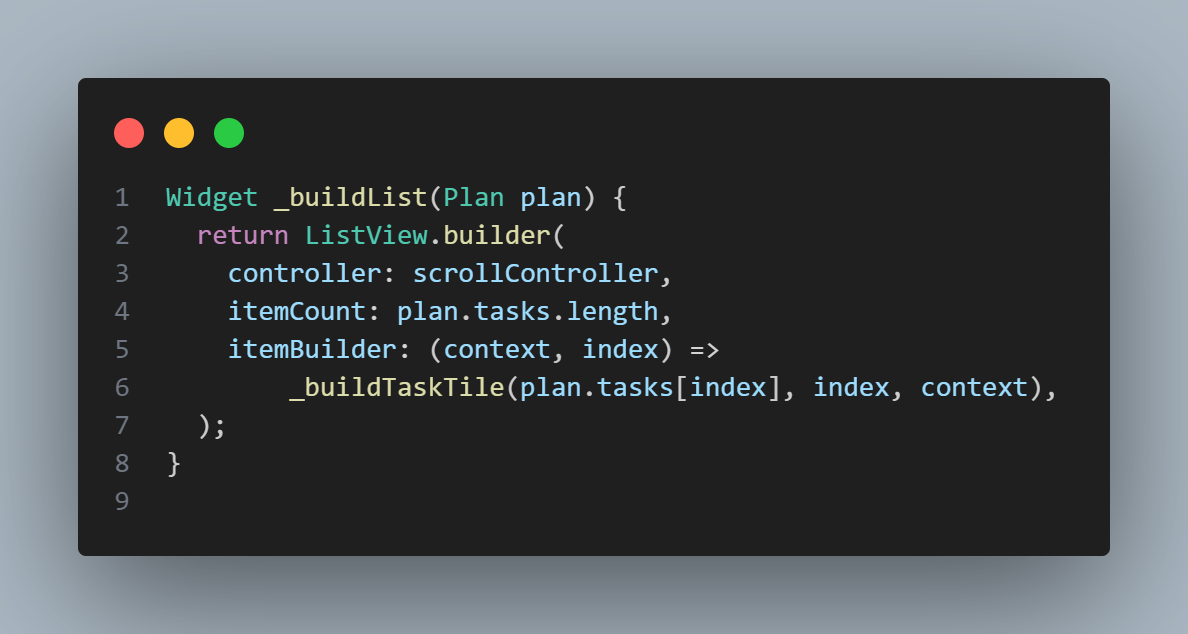 1 Widget _buildList(Plan plan) {
2   return ListView.builder(
3     controller: scrollController,
4     itemCount: plan.tasks.length,
5     itemBuilder: (context, index) =>
6         _buildTaskTile(plan.tasks[index], index, context),
7   );
8 }
9